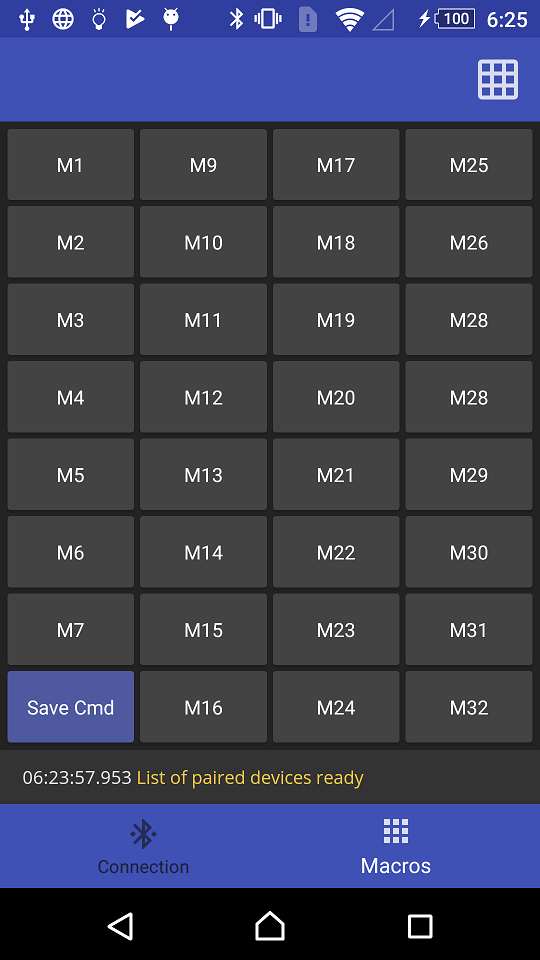 100 6:25
M1 M9 M17 M25
M2 M10 M18 M26
M3 M11 M19 M28
M4 M12 M20 M28
M5 M13 M21 M29
M6 M14 M22 M30
M7 M15 M23 M31
Save Cmd M16 M24 M32
06:23:57.953 List of paired devices ready
Connection Macros